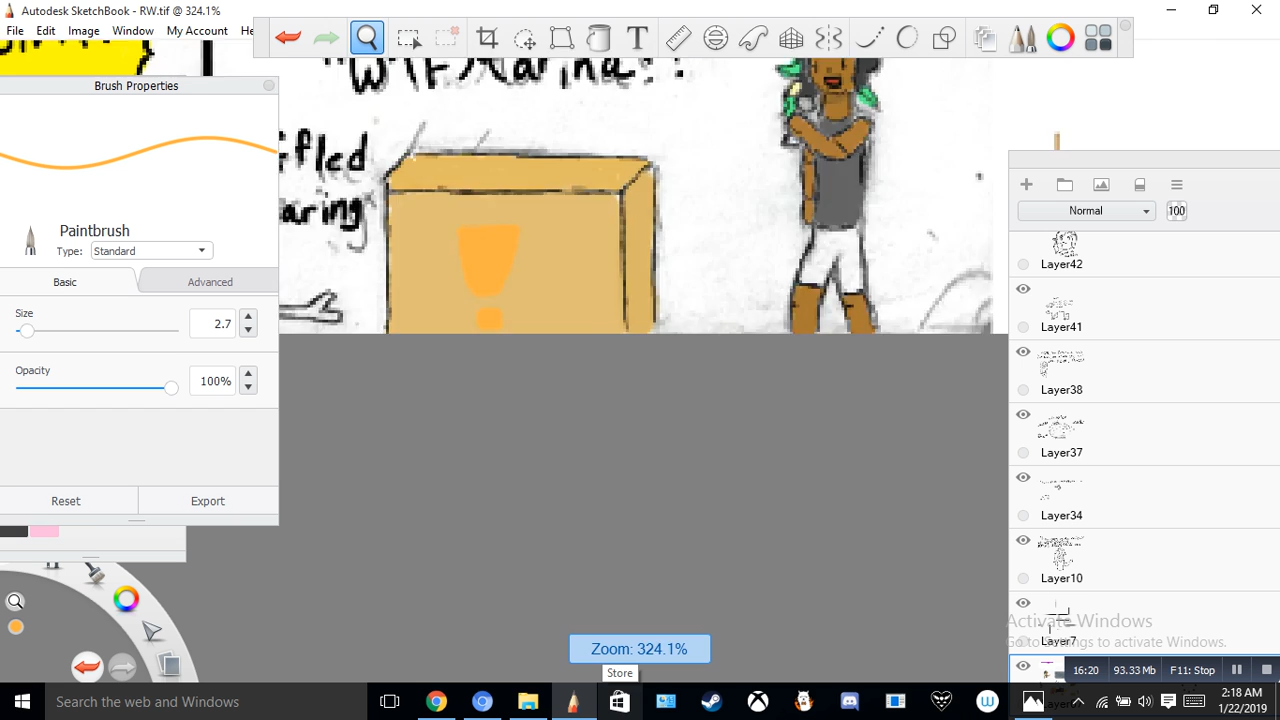 Autodesk SketchBook - RW.tif @ 324.1%
File Edit Image Window My Account He
Brush Properties
Paintbrush
Type: Standard
Basic Advanced
Size
2.7
Opacity
100%
Reset Export
ffled
aring
!
Normal 100
Layer42
Layer41
Layer38
Layer37
Layer34
Layer10
Layer7
Activate Windows
Go to Settings to activate Windows.
Zoom: 324.1%
Store
16:20 93.33 Mb F11: Stop
Search the web and Windows
2:18 AM
1/22/2019